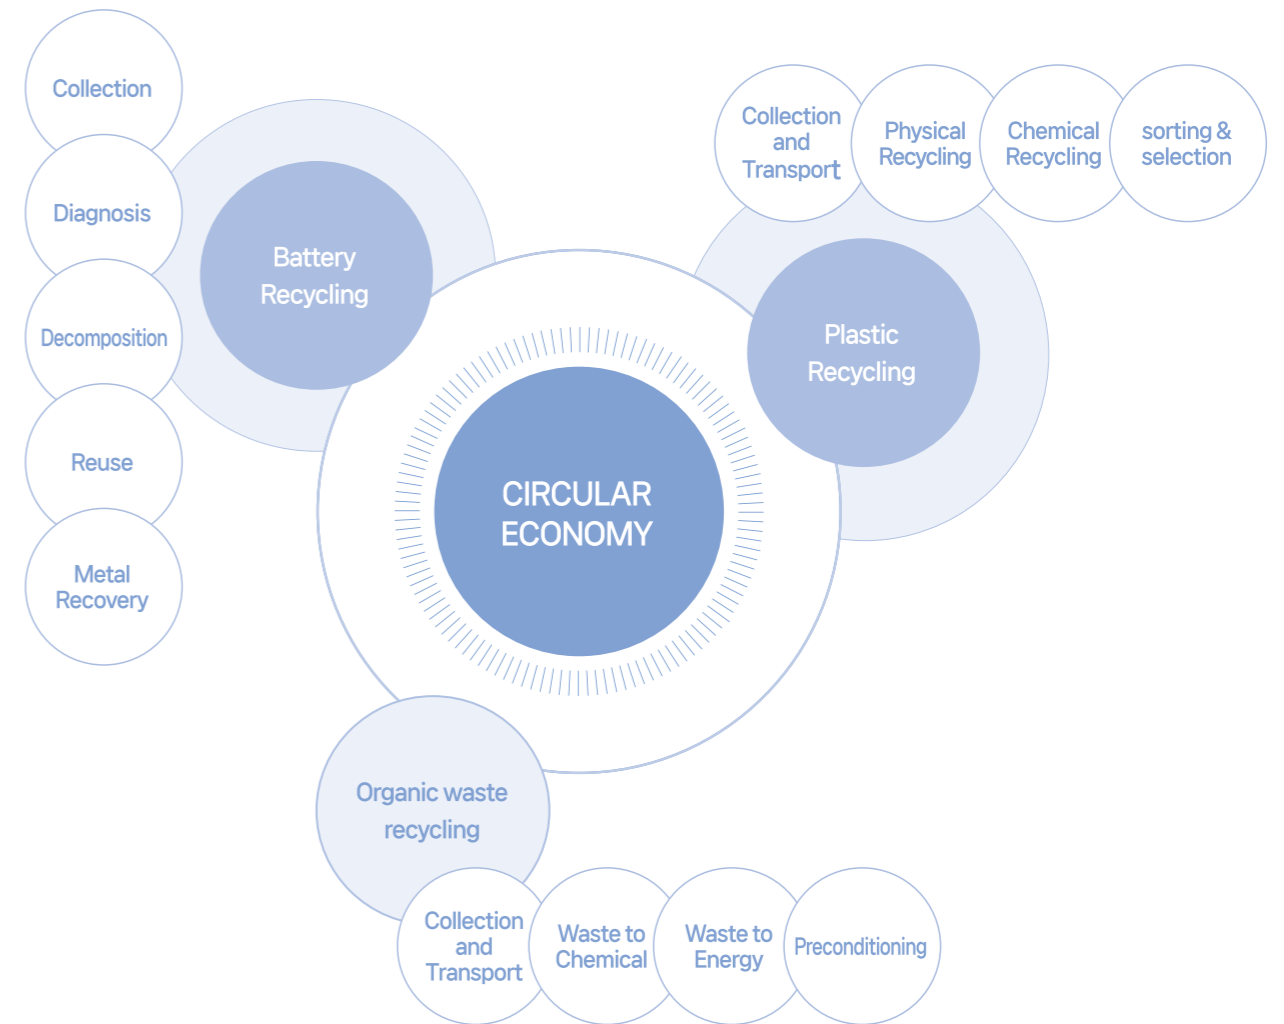 Collection
Diagnosis
Decomposition
Reuse
Metal
Recovery
Battery
Recycling
Collection
and
Transport
Physical
Recycling
Chemical
Recycling
sorting &
selection
Plastic
Recycling
CIRCULAR
ECONOMY
Organic waste
recycling
Collection
and
Transport
Waste to
Chemical
Waste to
Energy
Preconditioning